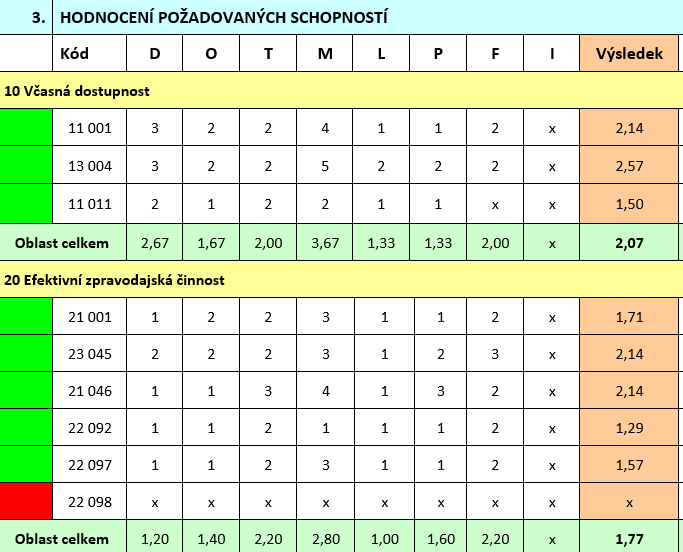 3. HODNOCENÍ POŽADOVANÝCH SCHOPNOSTÍ
Kód D O T M L P F I Výsledek
10 Včasná dostupnost
11 001 3 2 2 4 1 1 2 x 2,14
13 004 3 2 2 5 2 2 2 x 2,57
11 011 2 1 2 2 1 1 x x 1,50
Oblast celkem 2,67 1,67 2,00 3,67 1,33 1,33 2,00 x 2,07
20 Efektivní zpravodajská činnost
21 001 1 2 2 3 1 1 2 x 1,71
23 045 2 2 2 3 1 2 3 x 2,14
21 046 1 1 3 4 1 3 2 x 2,14
22 092 1 1 2 1 1 1 2 x 1,29
22 097 1 1 2 3 1 1 2 x 1,57
22 098 x x x x x x x x x
Oblast celkem 1,20 1,40 2,20 2,80 1,00 1,60 2,20 x 1,77